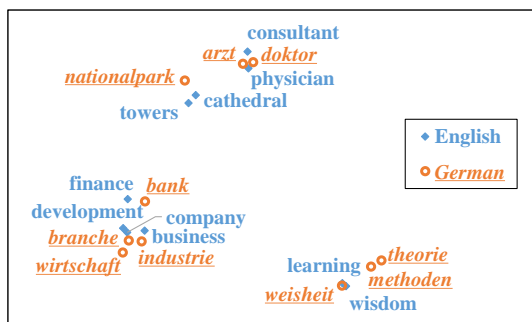 consultant
arzt doktor
physician
nationalpark
cathedral
towers
English
German
finance bank
development company
branche business
wirtschaft industrie
learning theorie
methoden
weisheit wisdom